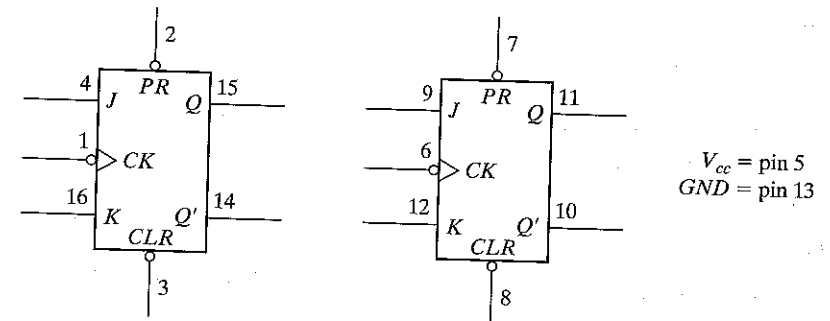 2
4 J PR Q 15
1 CK
16 K Q' 14
CLR
3
7
9 J PR Q 11
6 CK
12 K Q' 10
CLR
8
Vcc = pin 5
GND = pin 13